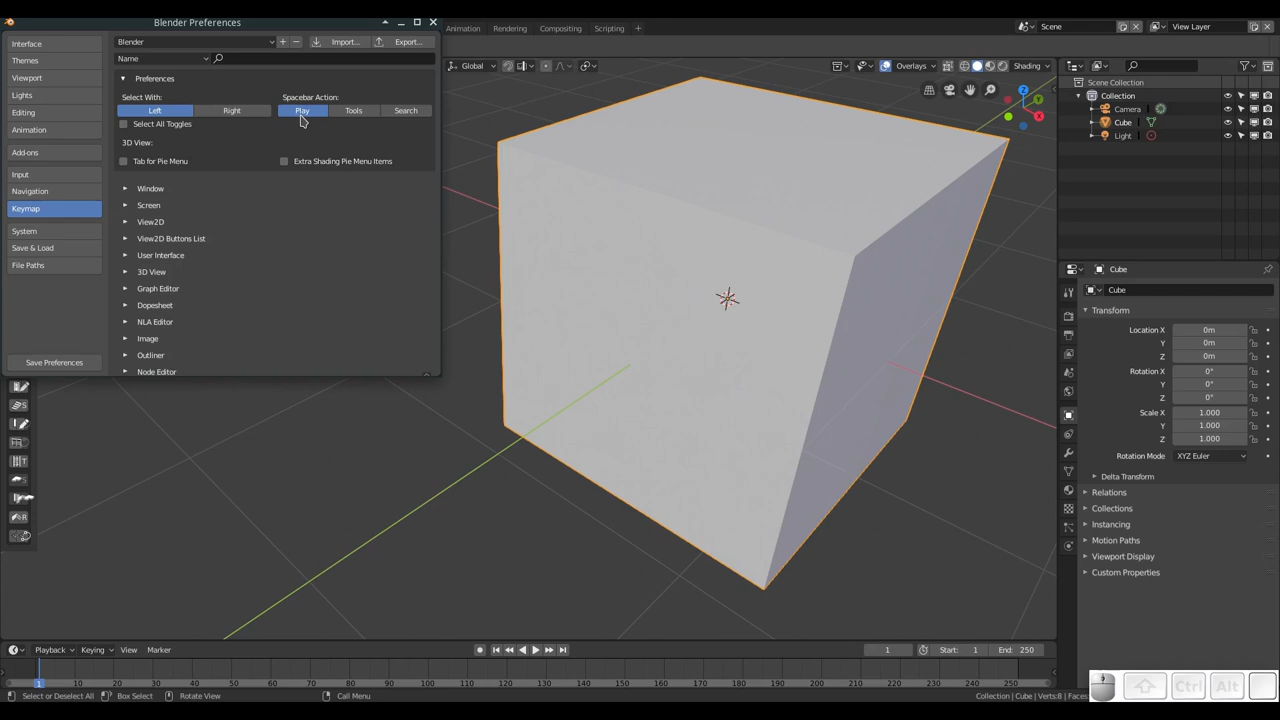 Blender Preferences
Interface
Themes
Viewport
Lights
Editing
Animation
Add-ons
Input
Navigation
Keymap
System
Save & Load
File Paths
Save Preferences
Blender
Import...
Export...
Name
Preferences
Select With:
Spacebar Action:
Left
Right
Play
Tools
Search
Select All Toggles
3D View:
Tab for Pie Menu
Extra Shading Pie Menu Items
Window
Screen
View2D
View2D Buttons List
User Interface
3D View
Graph Editor
Dopesheet
NLA Editor
Image
Outliner
Node Editor
Animation
Rendering
Compositing
Scripting
Scene
View Layer
Global
Overlays
Shading
Z
Y
X
Scene Collection
Collection
Camera
Cube
Light
Cube
Cube
Transform
Location X
0m
Y
0m
Z
0m
Rotation X
0°
Y
0°
Z
0°
Scale X
1.000
Y
1.000
Z
1.000
Rotation Mode
XYZ Euler
Delta Transform
Relations
Collections
Instancing
Motion Paths
Viewport Display
Custom Properties
Playback
Keying
View
Marker
1
Start:
1
End:
250
1
10
20
30
40
50
60
70
80
90
100
110
120
130
140
150
160
170
180
190
200
210
220
230
240
250
Select or Deselect All
Box Select
Rotate View
Call Menu
Collection | Cube | Verts:8 | Faces:
Ctrl
Alt